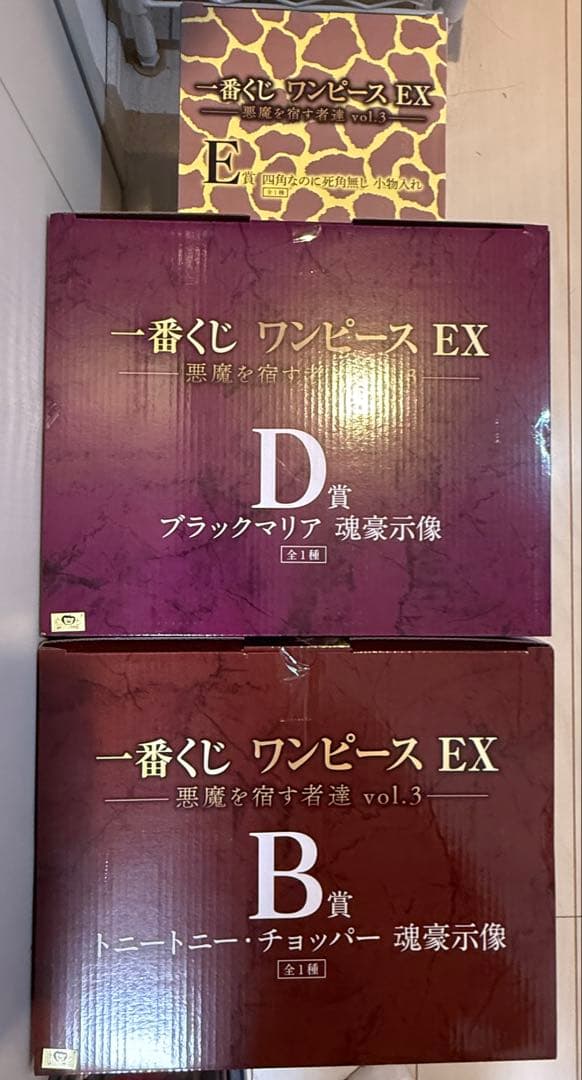 一番くじ ワンピース EX
悪魔を宿す者達 vol.3
E賞 四角なのに死角無し 小物入れ
全1種
一番くじ ワンピース EX
悪魔を宿す者 3
D賞
ブラックマリア 魂豪示像
全1種
一番くじ ワンピース EX
悪魔を宿す者達 vol.3
B賞
トニートニー・チョッパー 魂豪示像
全1種